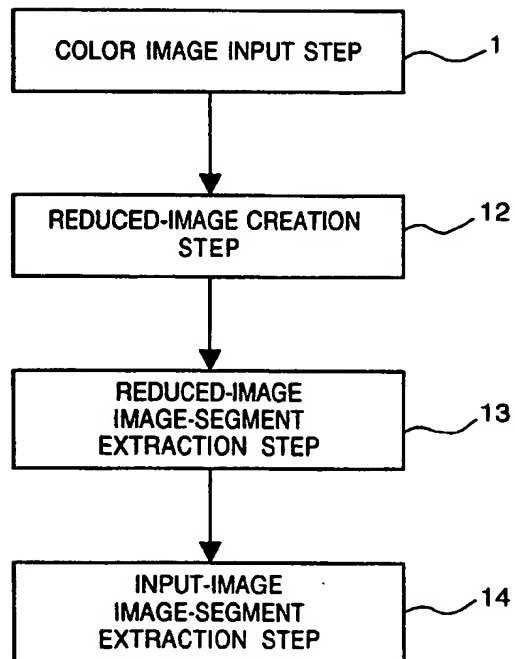 COLOR IMAGE INPUT STEP
1
REDUCED-IMAGE CREATION
STEP
12
REDUCED-IMAGE
IMAGE-SEGMENT
EXTRACTION STEP
13
INPUT-IMAGE
IMAGE-SEGMENT
EXTRACTION STEP
14